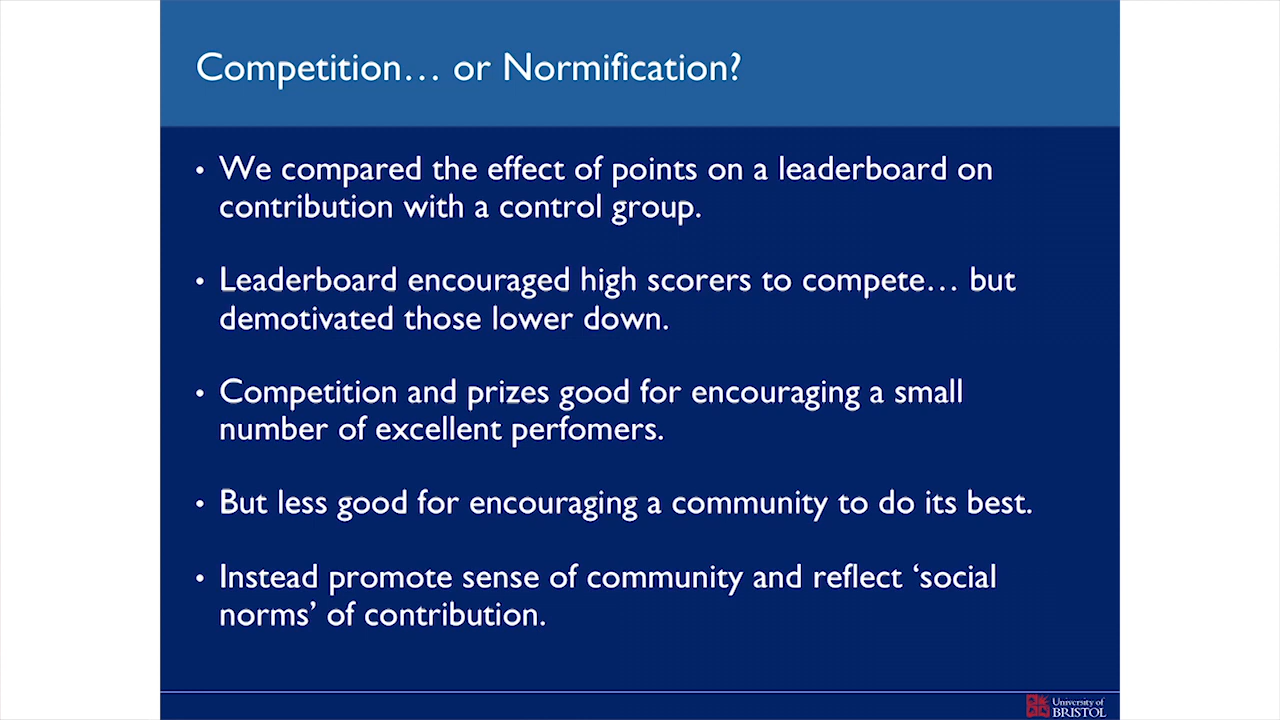 Competition… or Normification?
• We compared the effect of points on a leaderboard on
contribution with a control group.
• Leaderboard encouraged high scorers to compete… but
demotivated those lower down.
• Competition and prizes good for encouraging a small
number of excellent perfomers.
• But less good for encouraging a community to do its best.
• Instead promote sense of community and reflect ‘social
norms’ of contribution.
University of
BRISTOL